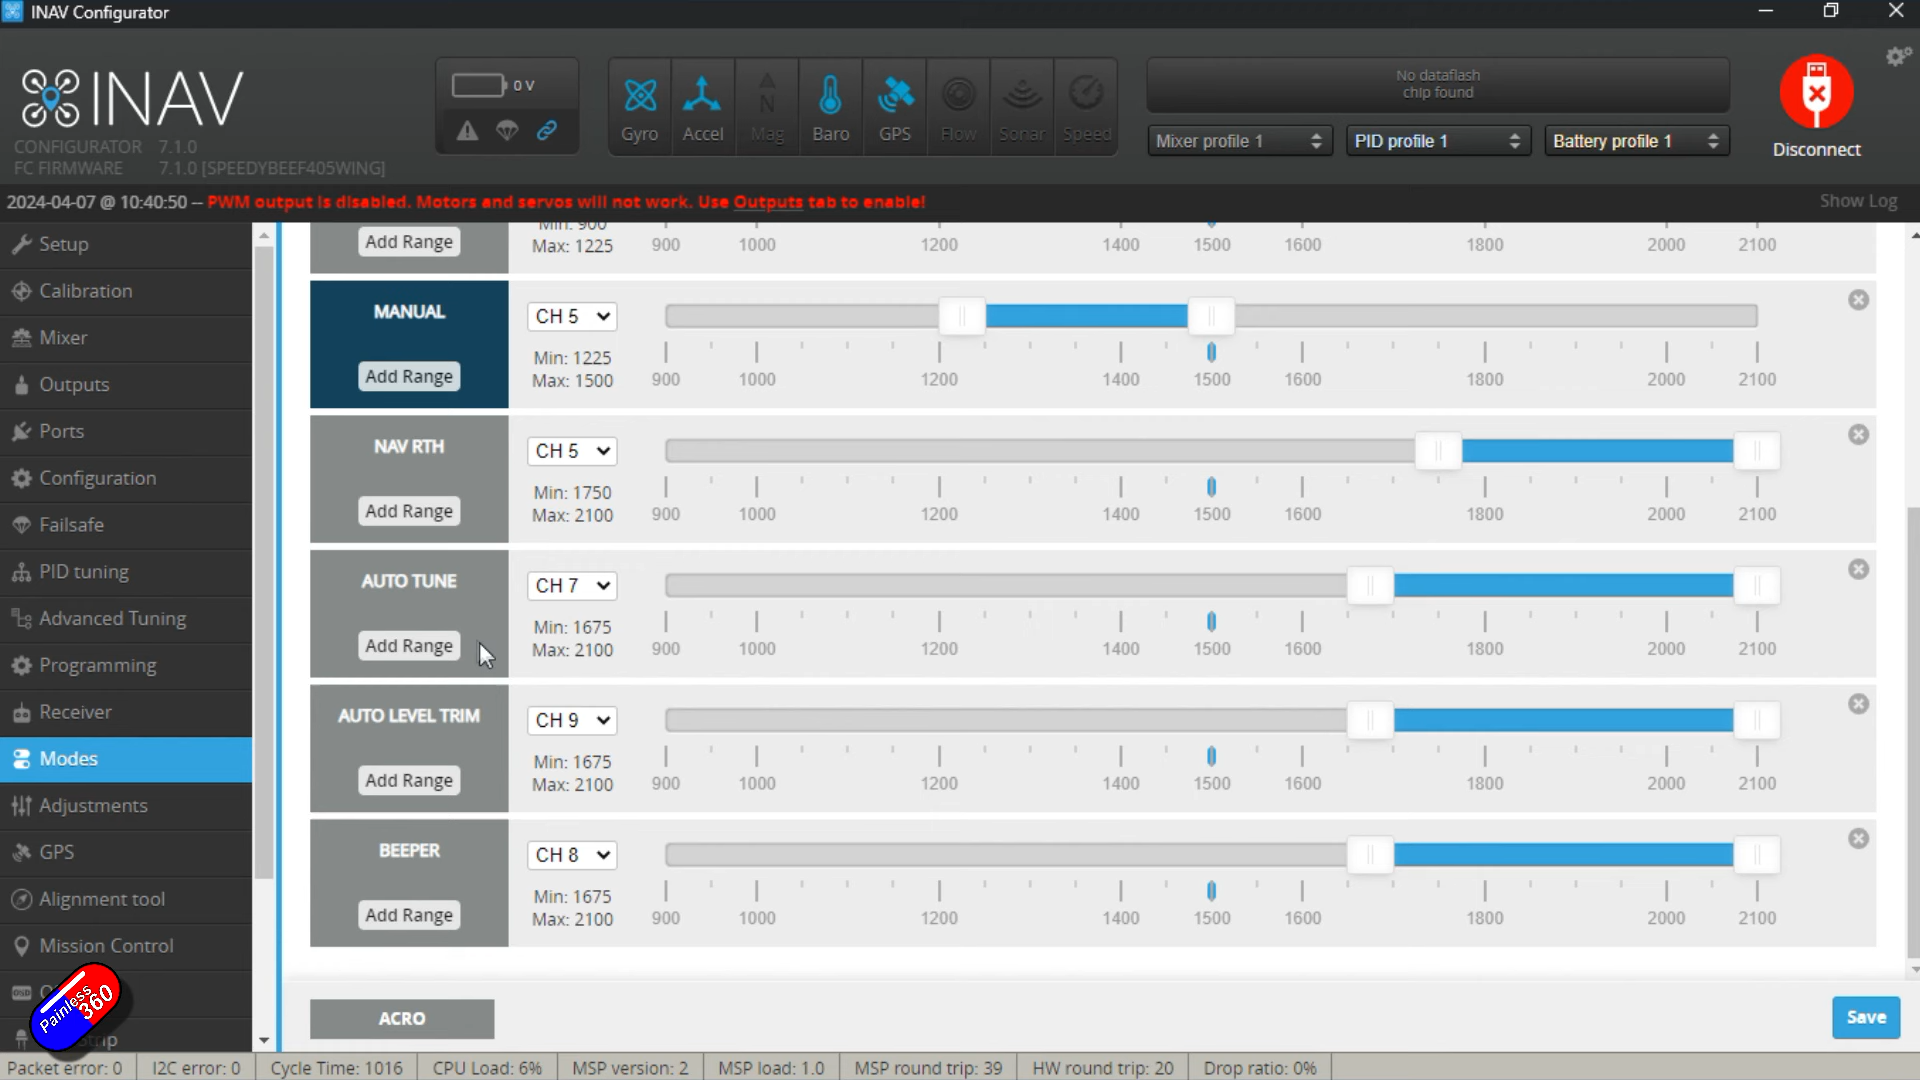 INAV Configurator
INAV
CONFIGURATOR 7.1.0
FC FIRMWARE 7.1.0 [SPEEDYBEEF405WING]
0 V
Gyro
Accel
Mag
Baro
GPS
Flow
Sonar
Speed
No dataflash
chip found
Mixer profile 1
PID profile 1
Battery profile 1
Disconnect
2024-04-07 @ 10:40:50 -- PWM output is disabled. Motors and servos will not work. Use Outputs tab to enable!
Show Log
Setup
Calibration
Mixer
Outputs
Ports
Configuration
Failsafe
PID tuning
Advanced Tuning
Programming
Receiver
Modes
Adjustments
GPS
Alignment tool
Mission Control
Painless
360
Add Range
Min: 900
Max: 1225
900 1000 1200 1400 1500 1600 1800 2000 2100
MANUAL
Add Range
CH 5
Min: 1225
Max: 1500
900 1000 1200 1400 1500 1600 1800 2000 2100
NAV RTH
Add Range
CH 5
Min: 1750
Max: 2100
900 1000 1200 1400 1500 1600 1800 2000 2100
AUTO TUNE
Add Range
CH 7
Min: 1675
Max: 2100
900 1000 1200 1400 1500 1600 1800 2000 2100
AUTO LEVEL TRIM
Add Range
CH 9
Min: 1675
Max: 2100
900 1000 1200 1400 1500 1600 1800 2000 2100
BEEPER
Add Range
CH 8
Min: 1675
Max: 2100
900 1000 1200 1400 1500 1600 1800 2000 2100
ACRO
Save
Packet error: 0 I2C error: 0 Cycle Time: 1016 CPU Load: 6% MSP version: 2 MSP load: 1.0 MSP round trip: 39 HW round trip: 20 Drop ratio: 0%